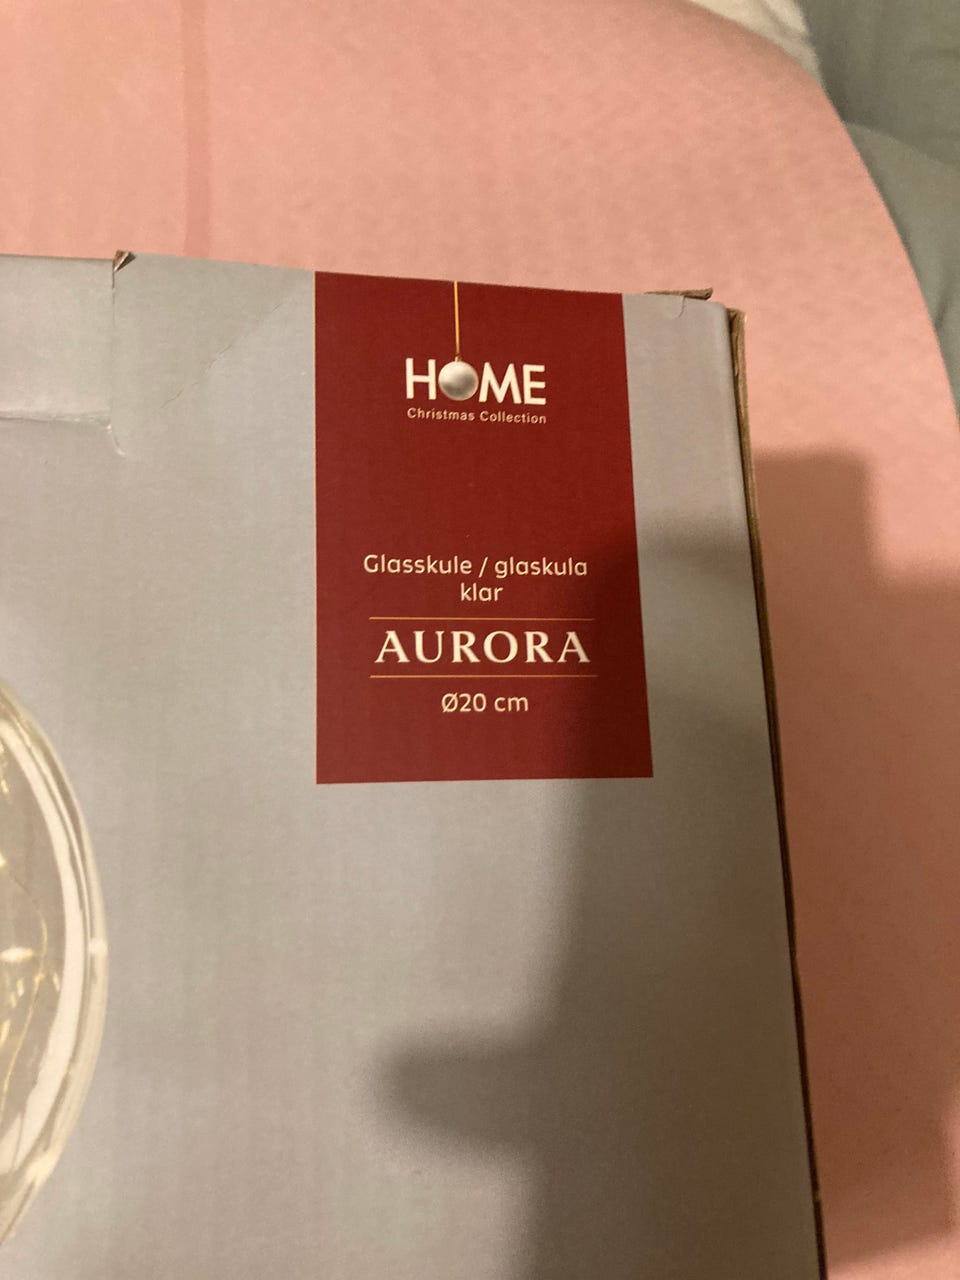 HOME
Christmas Collection
Glasskule / glaskula
klar
AURORA
Ø20 cm